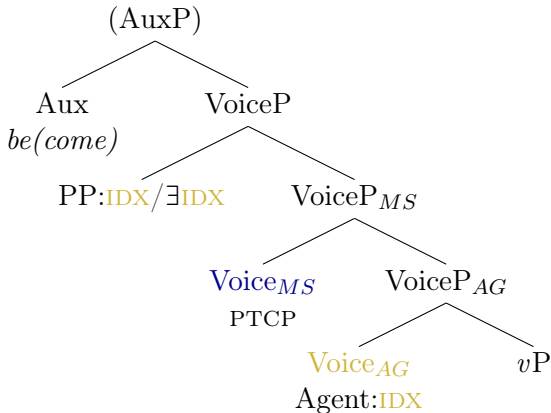 (AuxP)
Aux VoiceP
be(come)
PP:IDX/∃IDX VoiceP_MS
Voice_MS VoiceP_AG
PTCP
Voice_AG vP
Agent:IDX